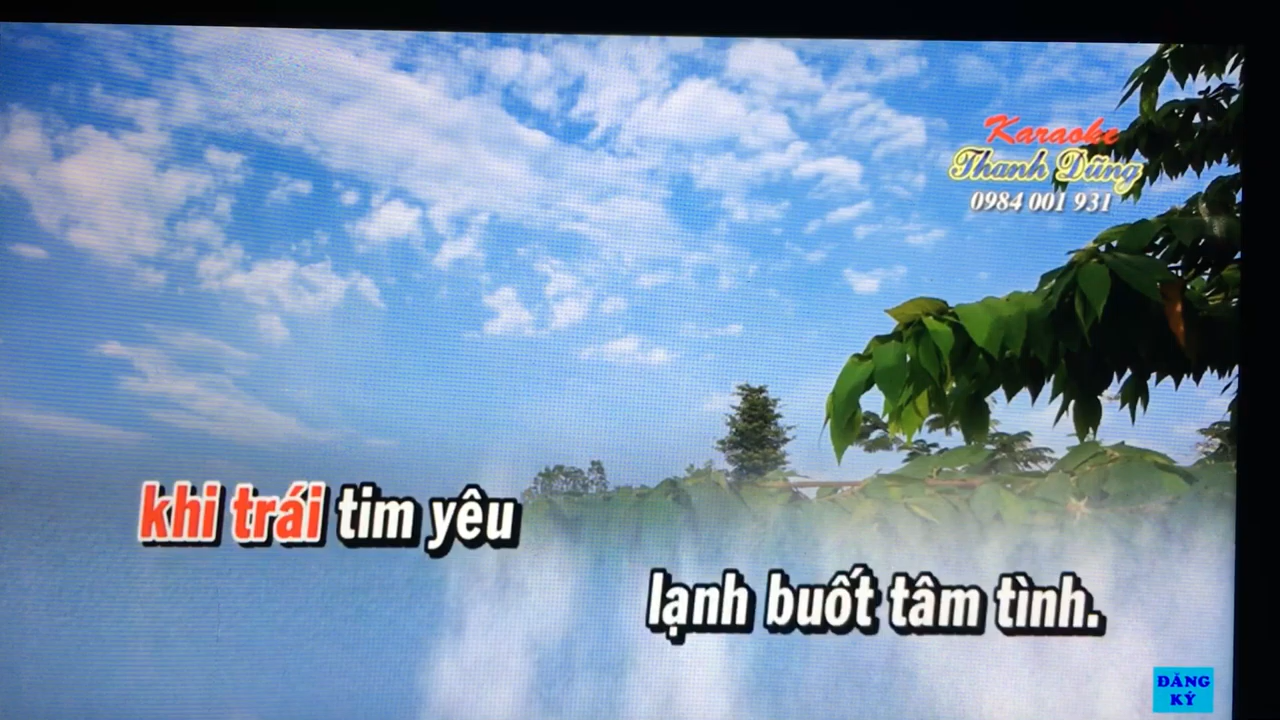 Karaoke
Thanh Dũng
0984 001 931
khi trái tim yêu
lạnh buốt tâm tình.
ĐĂNG
KÝ